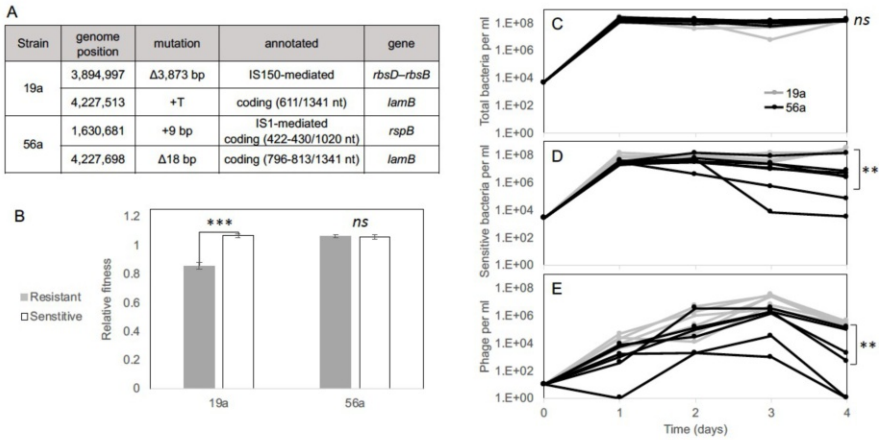 A
Strain genome position mutation annotated gene
19a 3,894,997 Δ3,873 bp IS150-mediated rbsD–rbsB
4,227,513 +T coding (611/1341 nt) lamB
56a 1,630,681 +9 bp IS1-mediated coding (422-430/1020 nt) rspB
4,227,698 Δ18 bp coding (796-813/1341 nt) lamB
B
Relative fitness
1.2
1
0.8
0.6
0.4
0.2
0
*** ns
Resistant
Sensitive
19a 56a
C
Total bacteria per ml
1.E+08
1.E+06
1.E+04
1.E+02
1.E+00
19a
56a
ns
D
Sensitive bacteria per ml
1.E+08
1.E+06
1.E+04
1.E+02
1.E+00
**
E
Phage per ml
1.E+08
1.E+06
1.E+04
1.E+02
1.E+00
**
0 1 2 3 4
Time (days)